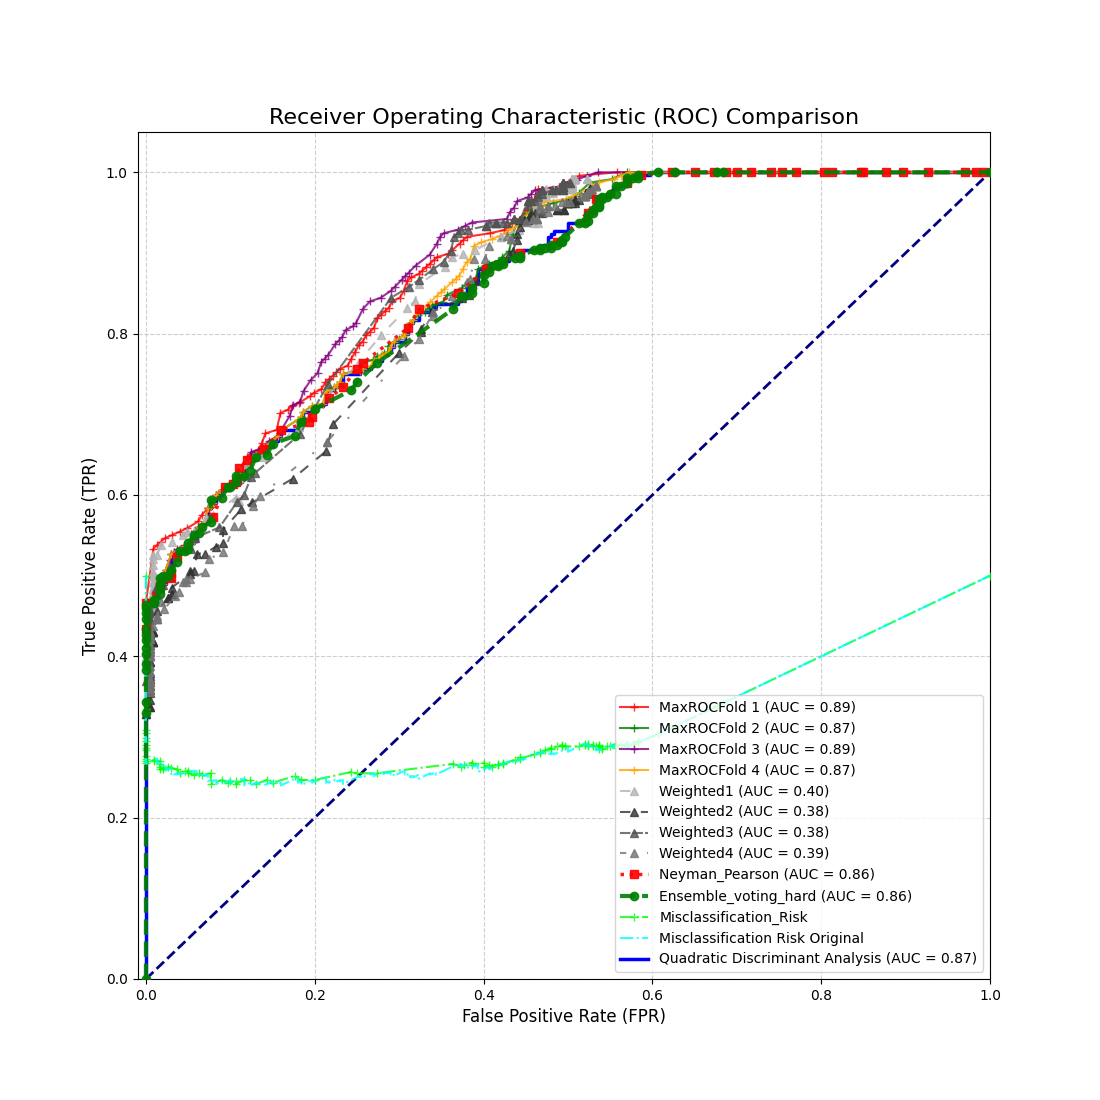 Receiver Operating Characteristic (ROC) Comparison
True Positive Rate (TPR)
1.0
0.8
0.6
0.4
0.2
0.0
MaxROCFold 1 (AUC = 0.89)
MaxROCFold 2 (AUC = 0.87)
MaxROCFold 3 (AUC = 0.89)
MaxROCFold 4 (AUC = 0.87)
Weighted1 (AUC = 0.40)
Weighted2 (AUC = 0.38)
Weighted3 (AUC = 0.38)
Weighted4 (AUC = 0.39)
Neyman_Pearson (AUC = 0.86)
Ensemble_voting_hard (AUC = 0.86)
Misclassification_Risk
Misclassification Risk Original
Quadratic Discriminant Analysis (AUC = 0.87)
0.0 0.2 0.4 0.6 0.8 1.0
False Positive Rate (FPR)